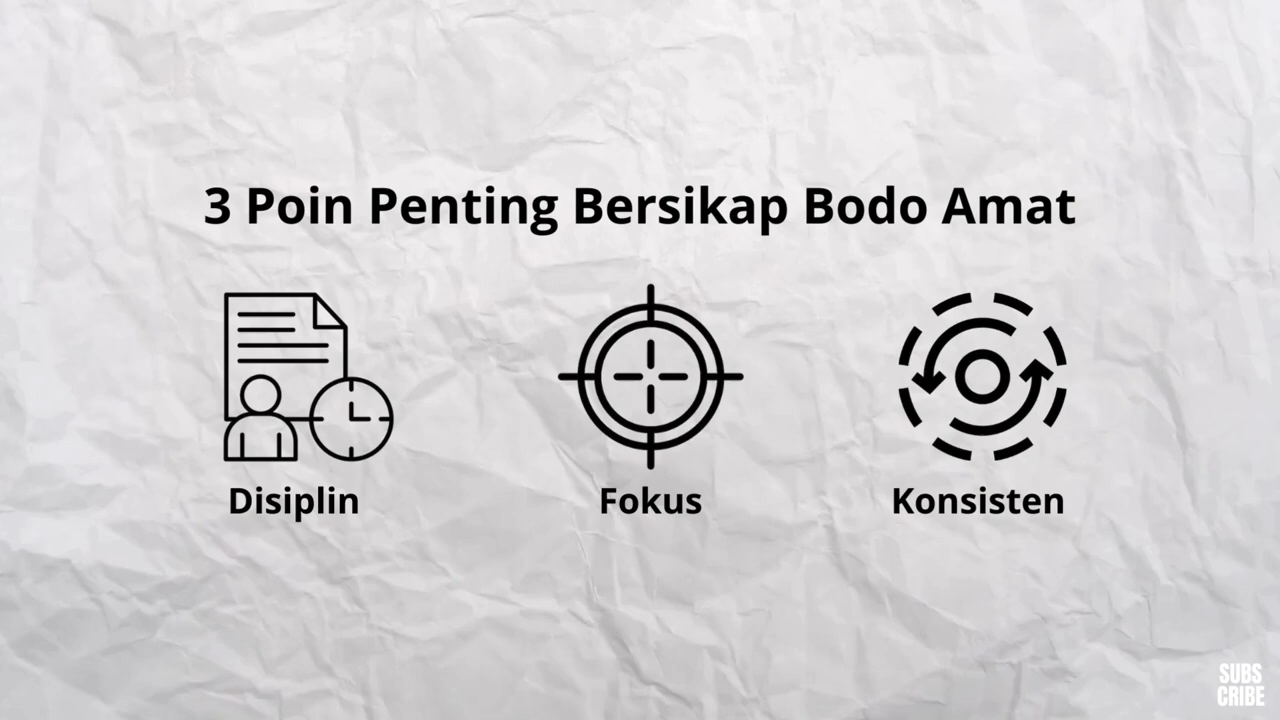 3 Poin Penting Bersikap Bodo Amat
Disiplin
Fokus
Konsisten
SUBS
CRIBE